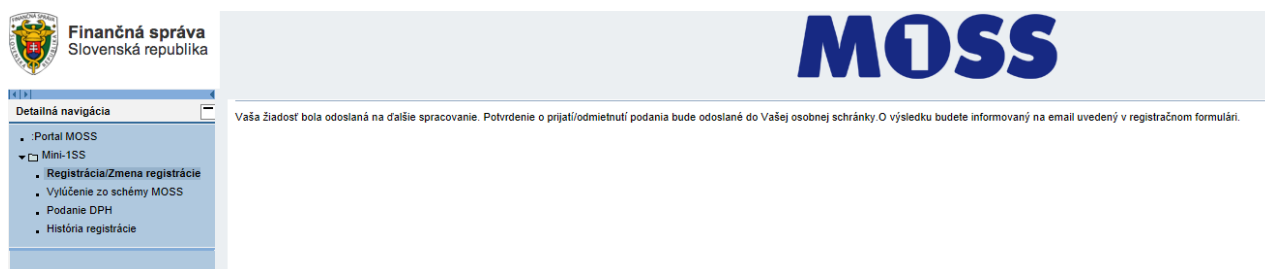 Finančná správa
Slovenská republika
MOSS
1
Detailná navigácia
:Portal MOSS
Mini-1SS
Registrácia/Zmena registrácie
Vylúčenie zo schémy MOSS
Podanie DPH
História registrácie
Vaša žiadosť bola odoslaná na ďalšie spracovanie. Potvrdenie o prijatí/odmietnutí podania bude odoslané do Vašej osobnej schránky.O výsledku budete informovaný na email uvedený v registračnom formulári.